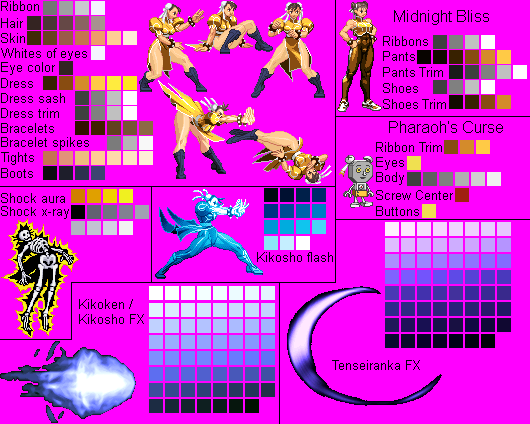 Ribbon
Hair
Skin
Whites of eyes
Eye color
Dress
Dress sash
Dress trim
Bracelets
Bracelet spikes
Tights
Boots
Midnight Bliss
Ribbons
Pants
Pants Trim
Shoes
Shoes Trim
Pharaoh's Curse
Ribbon Trim
Eyes
Body
Screw Center
Buttons
Shock aura
Shock x-ray
Kikosho flash
Kikoken /
Kikosho FX
Tenseiranka FX